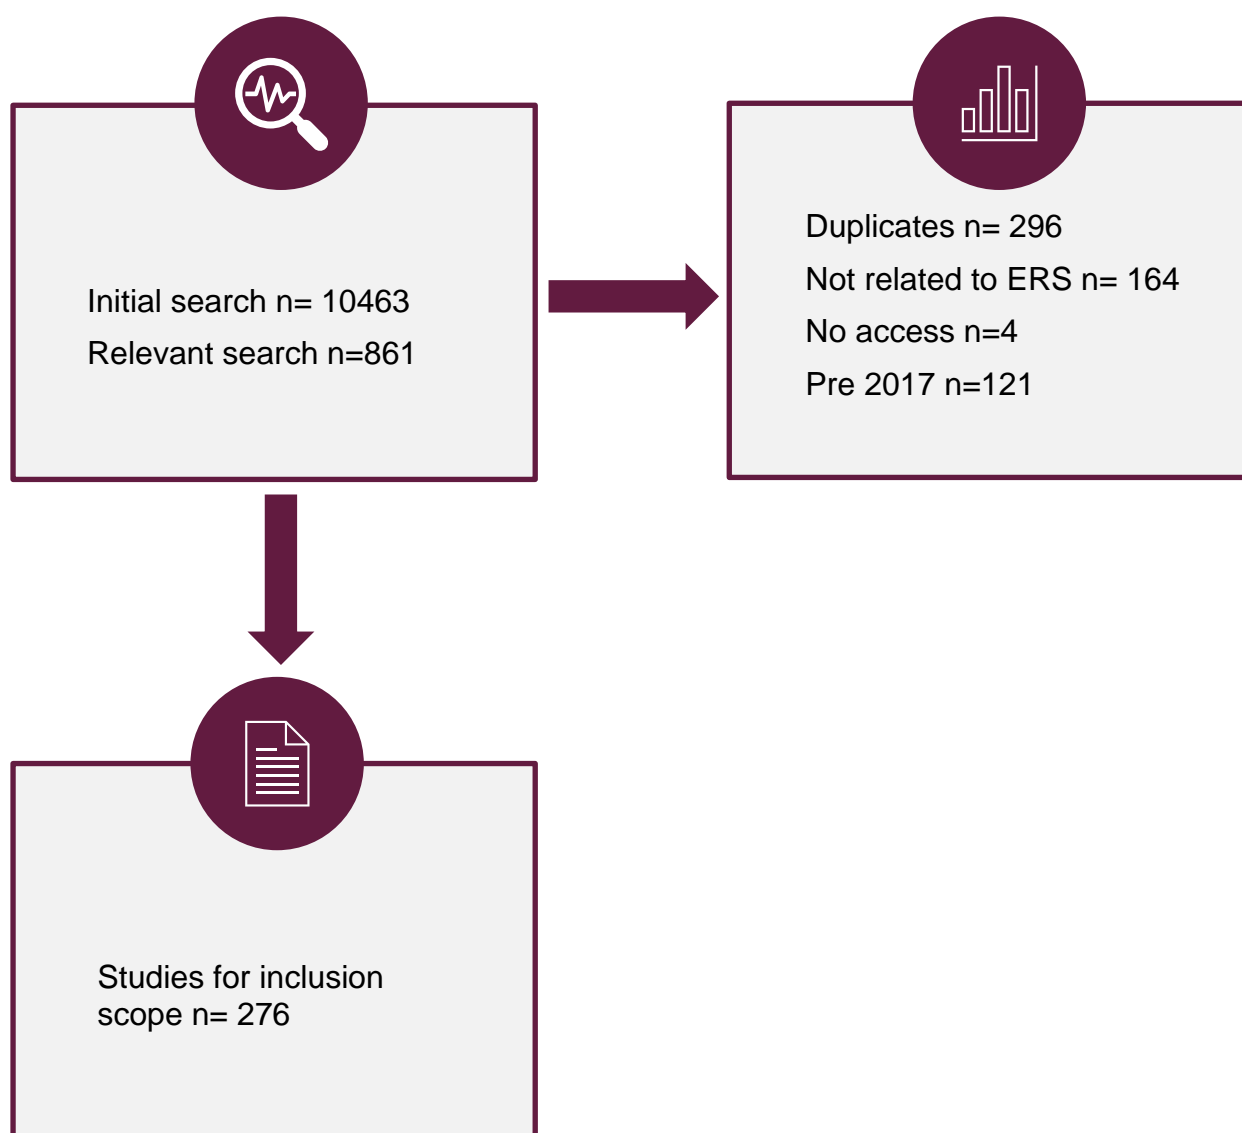 Initial search n= 10463
Relevant search n=861
Duplicates n= 296
Not related to ERS n= 164
No access n=4
Pre 2017 n=121
Studies for inclusion
scope n= 276